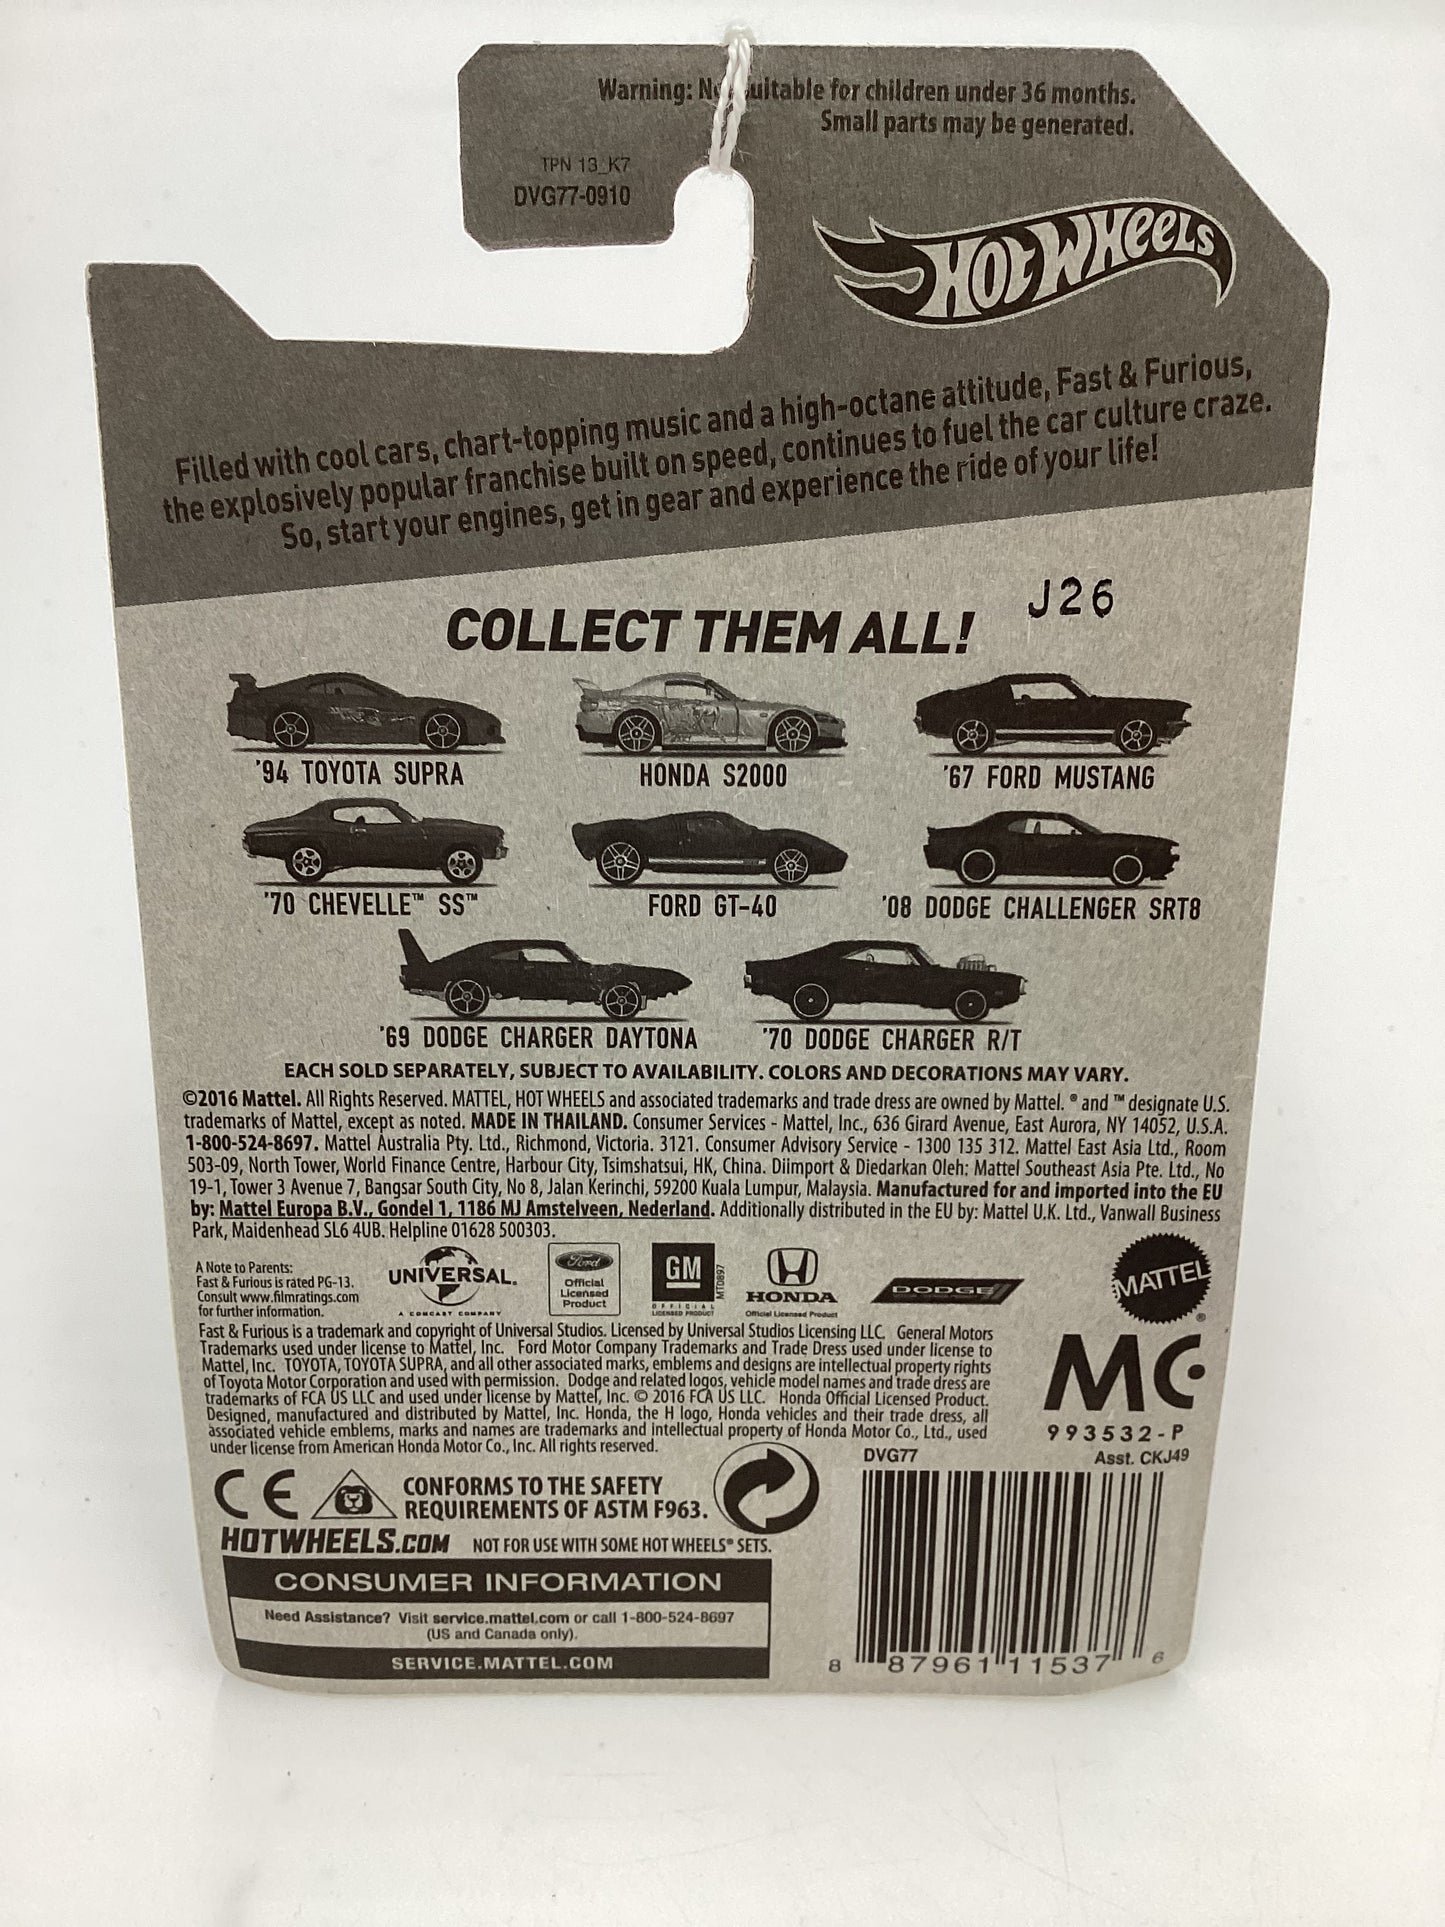 Warning: Not suitable for children under 36 months.
Small parts may be generated.
TPN 13_K7
DVG77-0910
HOT WHEELS
Filled with cool cars, chart-topping music and a high-octane attitude, Fast & Furious,
the explosively popular franchise built on speed, continues to fuel the car culture craze.
So, start your engines, get in gear and experience the ride of your life!
J26
COLLECT THEM ALL!
'94 TOYOTA SUPRA
HONDA S2000
'67 FORD MUSTANG
'70 CHEVELLE™ SS™
FORD GT-40
'08 DODGE CHALLENGER SRT8
'69 DODGE CHARGER DAYTONA
'70 DODGE CHARGER R/T
EACH SOLD SEPARATELY, SUBJECT TO AVAILABILITY. COLORS AND DECORATIONS MAY VARY.
©2016 Mattel. All Rights Reserved. MATTEL, HOT WHEELS and associated trademarks and trade dress are owned by Mattel. ® and ™ designate U.S.
trademarks of Mattel, except as noted. MADE IN THAILAND. Consumer Services - Mattel, Inc., 636 Girard Avenue, East Aurora, NY 14052, U.S.A.
1-800-524-8697. Mattel Australia Pty. Ltd., Richmond, Victoria. 3121. Consumer Advisory Service - 1300 135 312. Mattel East Asia Ltd., Room
503-09, North Tower, World Finance Centre, Harbour City, Tsimshatsui, HK, China. Diimport & Diedarkan Oleh: Mattel Southeast Asia Pte. Ltd., No
19-1, Tower 3 Avenue 7, Bangsar South City, No 8, Jalan Kerinchi, 59200 Kuala Lumpur, Malaysia. Manufactured for and imported into the EU
by: Mattel Europa B.V., Gondel 1, 1186 MJ Amstelveen, Nederland. Additionally distributed in the EU by: Mattel U.K. Ltd., Vanwall Business
Park, Maidenhead SL6 4UB. Helpline 01628 500303.
A Note to Parents:
Fast & Furious is rated PG-13.
Consult www.filmratings.com
for further information.
UNIVERSAL
A COMCAST COMPANY
Ford
Official
Licensed
Product
GM
OFFICIAL
LICENSED PRODUCT
MT0897
HONDA
Official Licensed Product
DODGE
MATTEL®
Fast & Furious is a trademark and copyright of Universal Studios. Licensed by Universal Studios Licensing LLC. General Motors
Trademarks used under license to Mattel, Inc. Ford Motor Company Trademarks and Trade Dress used under license to
Mattel, Inc. TOYOTA, TOYOTA SUPRA, and all other associated marks, emblems and designs are intellectual property rights
of Toyota Motor Corporation and used with permission. Dodge and related logos, vehicle model names and trade dress are
trademarks of FCA US LLC and used under license by Mattel, Inc. © 2016 FCA US LLC. Honda Official Licensed Product.
Designed, manufactured and distributed by Mattel, Inc. Honda, the H logo, Honda vehicles and their trade dress, all
associated vehicle emblems, marks and names are trademarks and intellectual property of Honda Motor Co., Ltd., used
under license from American Honda Motor Co., Inc. All rights reserved.
MC
993532-P
DVG77
Asst. CKJ49
CE
CONFORMS TO THE SAFETY
REQUIREMENTS OF ASTM F963.
HOTWHEELS.COM
NOT FOR USE WITH SOME HOT WHEELS® SETS.
CONSUMER INFORMATION
Need Assistance? Visit service.mattel.com or call 1-800-524-8697
(US and Canada only).
SERVICE.MATTEL.COM
8 87961 11537 6